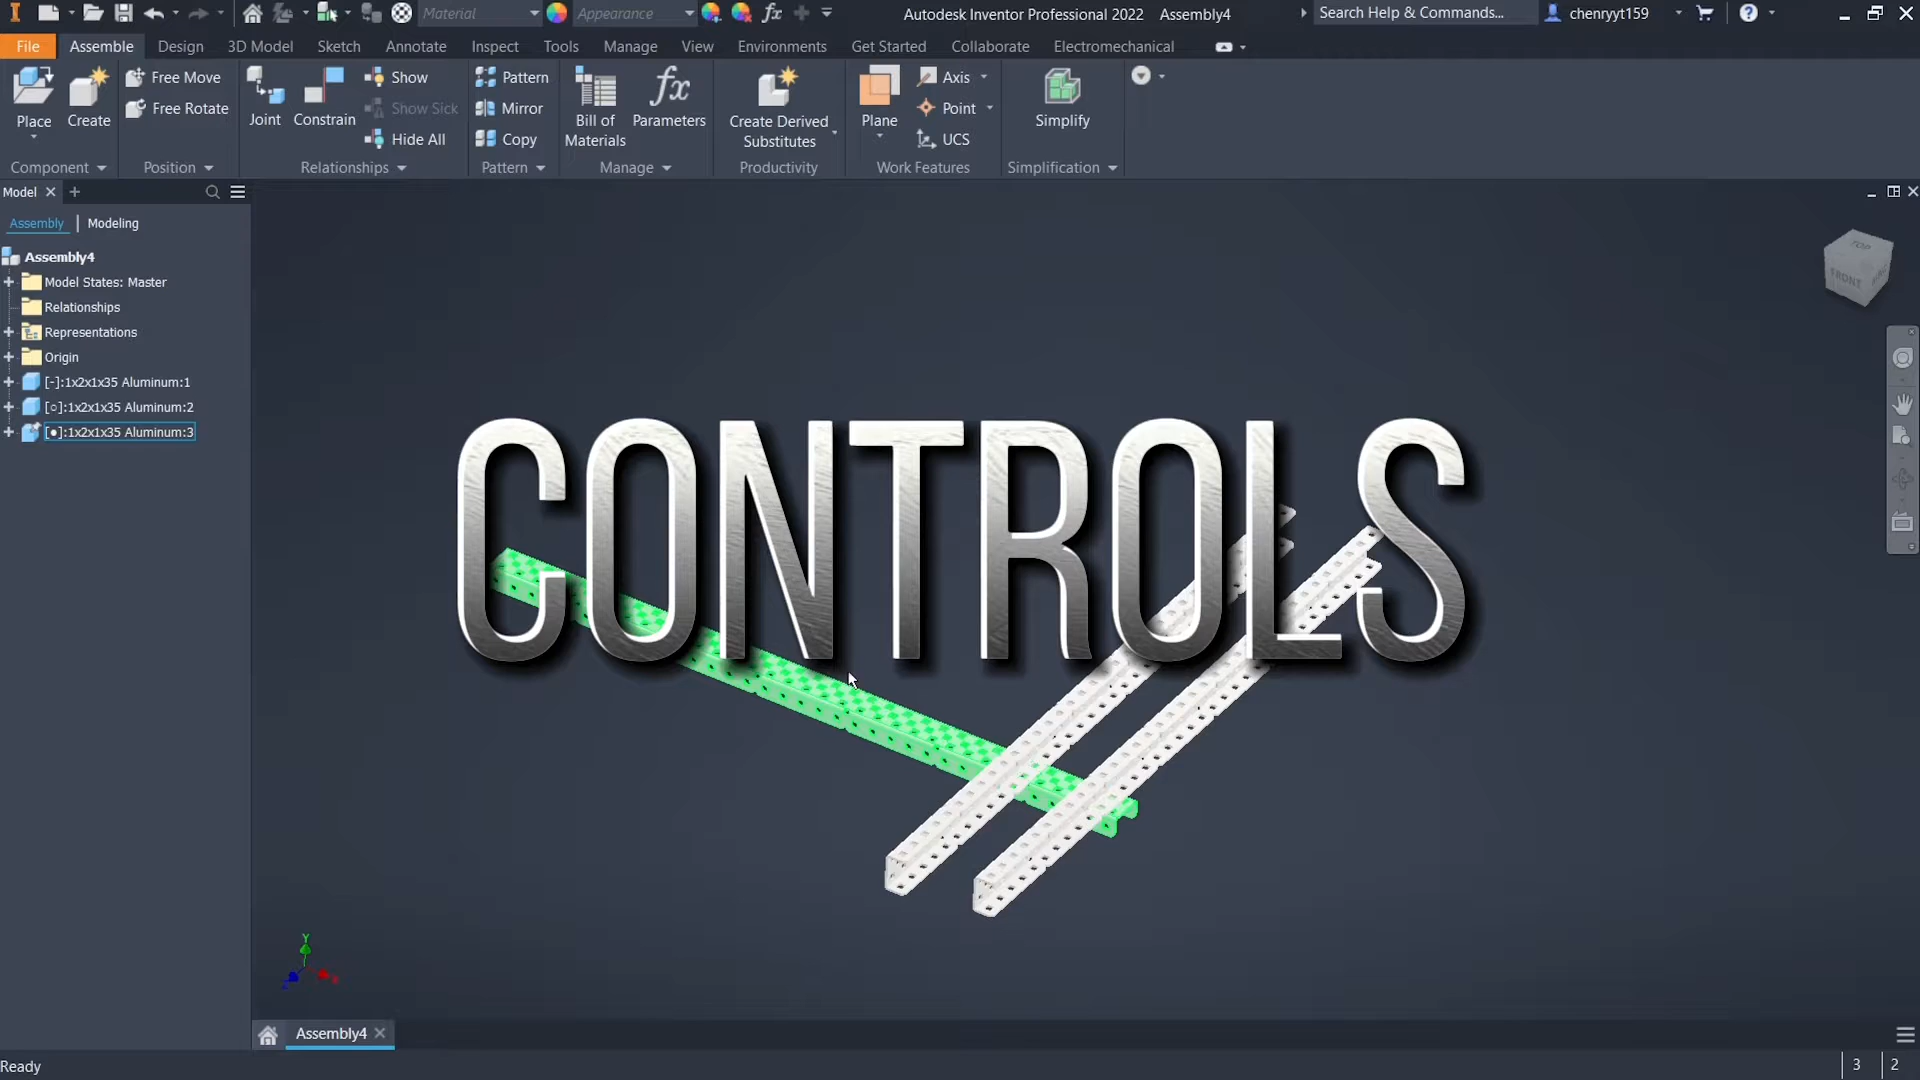 Material
Appearance
fx
Autodesk Inventor Professional 2022 Assembly4
Search Help & Commands...
chenryyt159
File Assemble Design 3D Model Sketch Annotate Inspect Tools Manage View Environments Get Started Collaborate Electromechanical
Place
Create
Free Move
Free Rotate
Joint
Constrain
Show
Show Sick
Hide All
Pattern
Mirror
Copy
Bill of
Materials
fx
Parameters
Create Derived
Substitutes
Plane
Axis
Point
UCS
Simplify
Component Position Relationships Pattern Manage Productivity Work Features Simplification
Model
Assembly | Modeling
Assembly4
Model States: Master
Relationships
Representations
Origin
[-]:1x2x1x35 Aluminum:1
[○]:1x2x1x35 Aluminum:2
[●]:1x2x1x35 Aluminum:3
TOP
FRONT
CONTROLS
Y
Assembly4
Ready
3 2